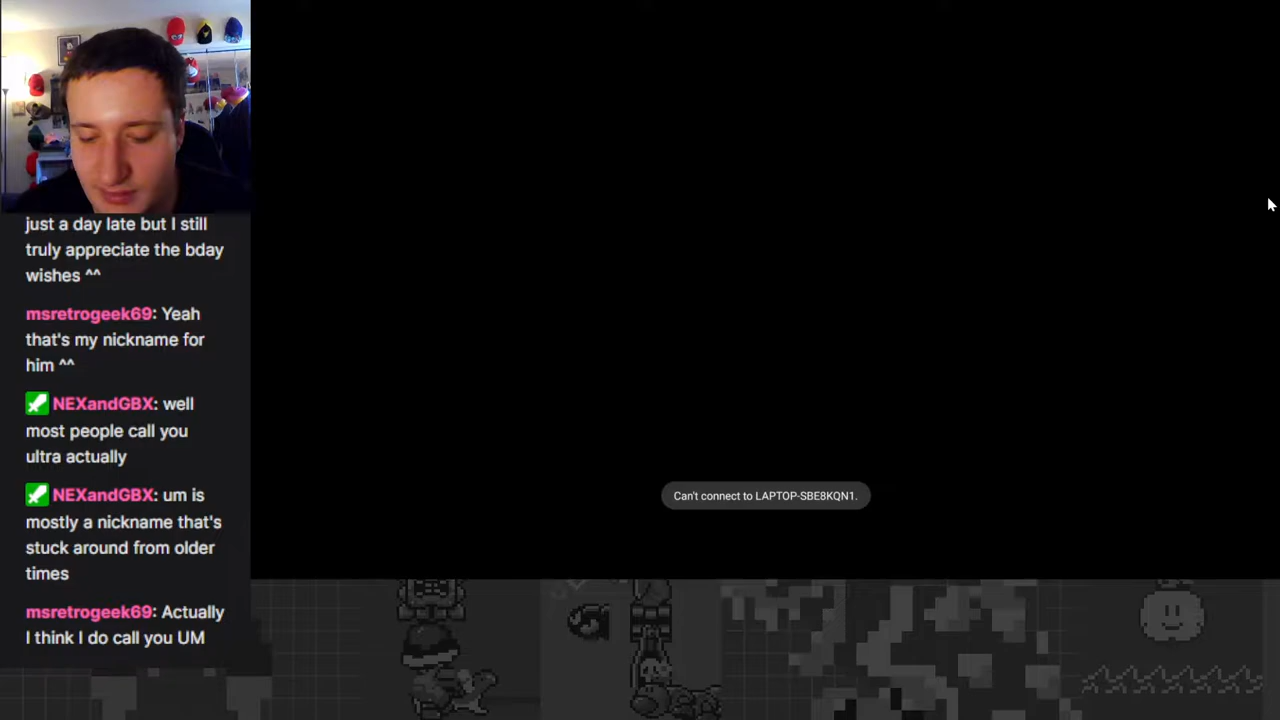 just a day late but I still
truly appreciate the bday
wishes ^^
msretrogeek69: Yeah
that's my nickname for
him ^^
NEXandGBX: well
most people call you
ultra actually
NEXandGBX: um is
mostly a nickname that's
stuck around from older
times
msretrogeek69: Actually
I think I do call you UM
Can't connect to LAPTOP-SBE8KQN1.